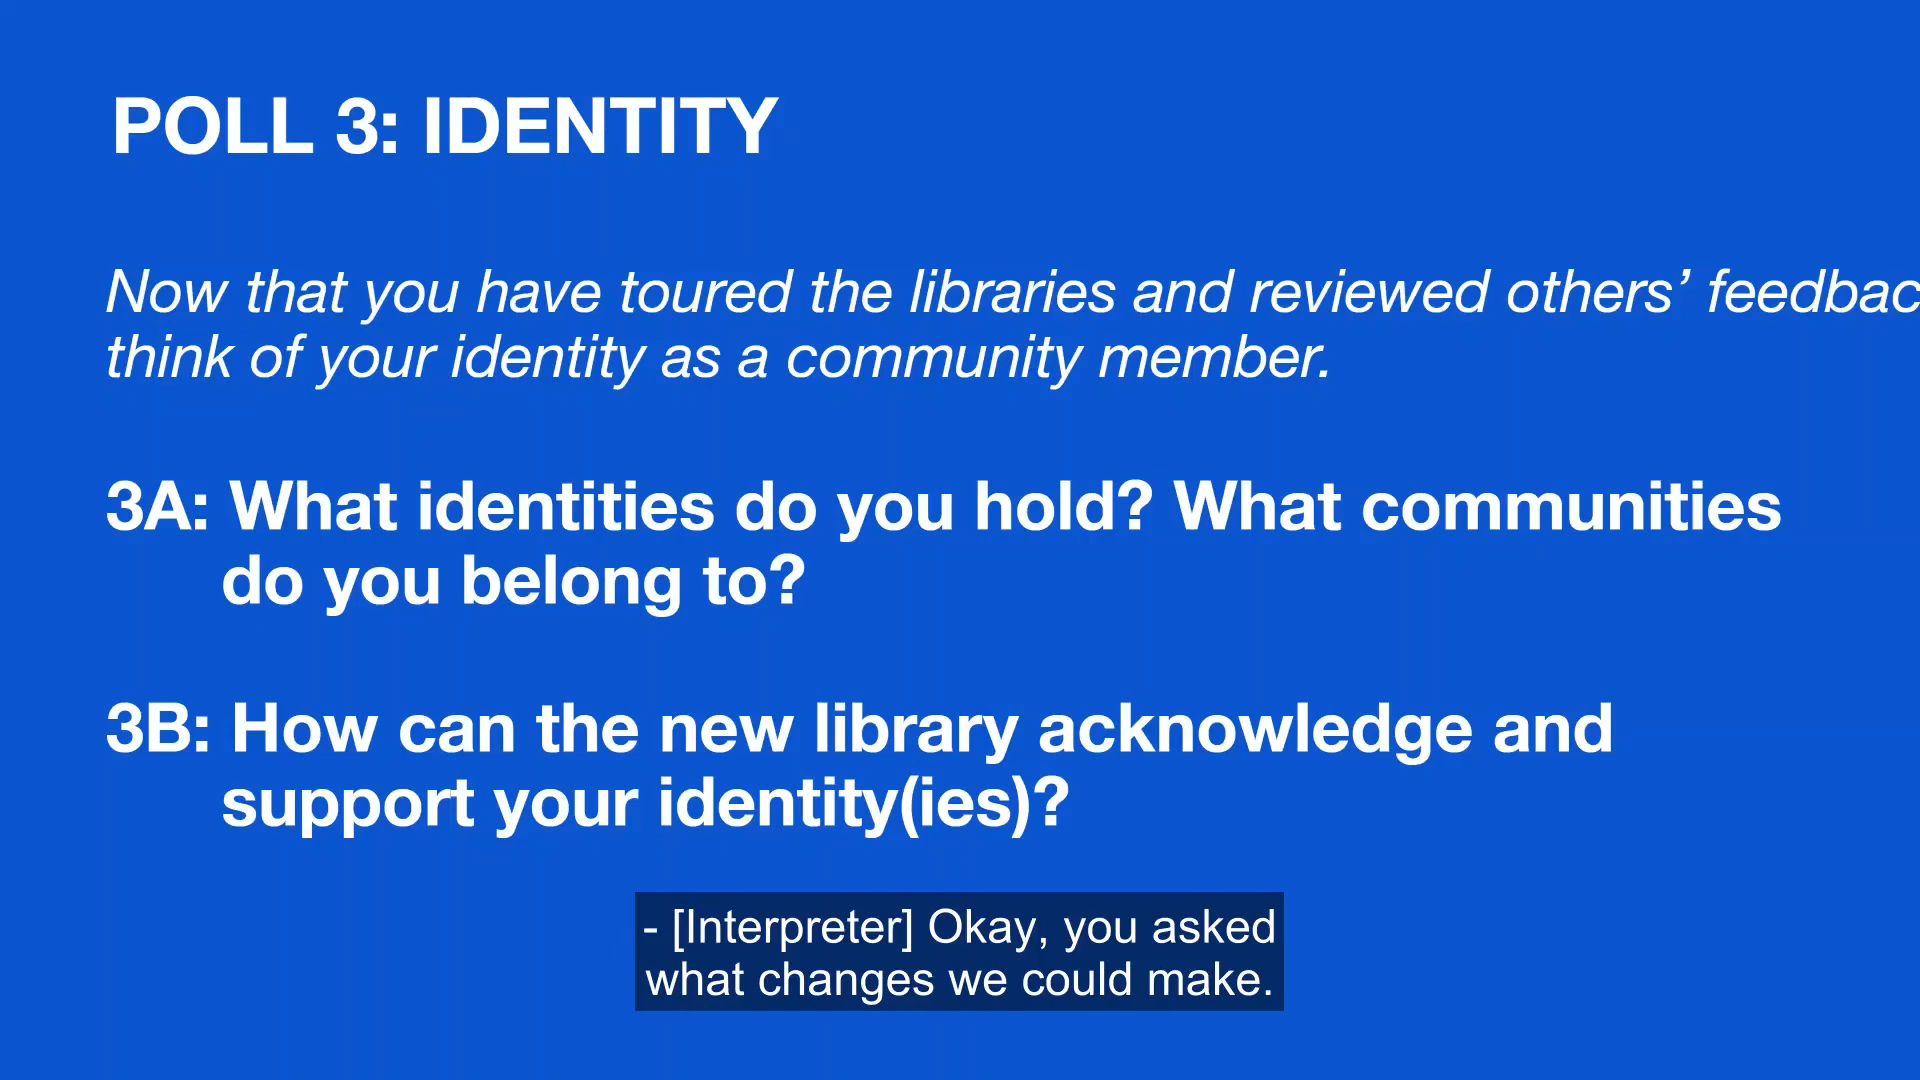 POLL 3: IDENTITY
Now that you have toured the libraries and reviewed others’ feedbac
think of your identity as a community member.
3A: What identities do you hold? What communities
do you belong to?
3B: How can the new library acknowledge and
support your identity(ies)?
- [Interpreter] Okay, you asked
what changes we could make.